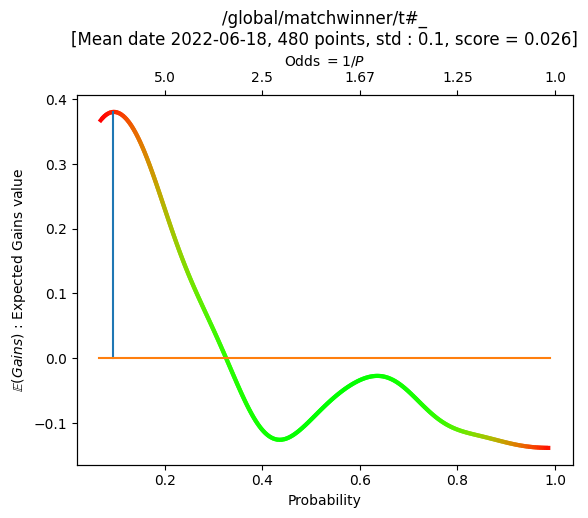 /global/matchwinner/t#_
[Mean date 2022-06-18, 480 points, std : 0.1, score = 0.026]
Odds = 1/P
5.0 2.5 1.67 1.25 1.0
0.4
0.3
0.2
0.1
0.0
−0.1
𝔼(Gains) : Expected Gains value
0.2 0.4 0.6 0.8 1.0
Probability